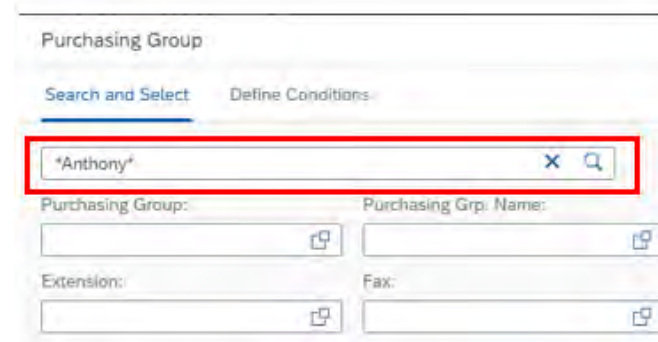 Purchasing Group
Search and Select Define Conditions
*Anthony*
Purchasing Group: Purchasing Grp. Name:
Extension: Fax: